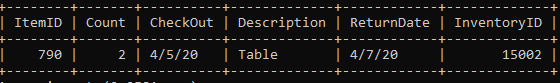 | ItemID | Count | CheckOut | Description | ReturnDate | InventoryID |
| 790 | 2 | 4/5/20 | Table | 4/7/20 | 15002 |